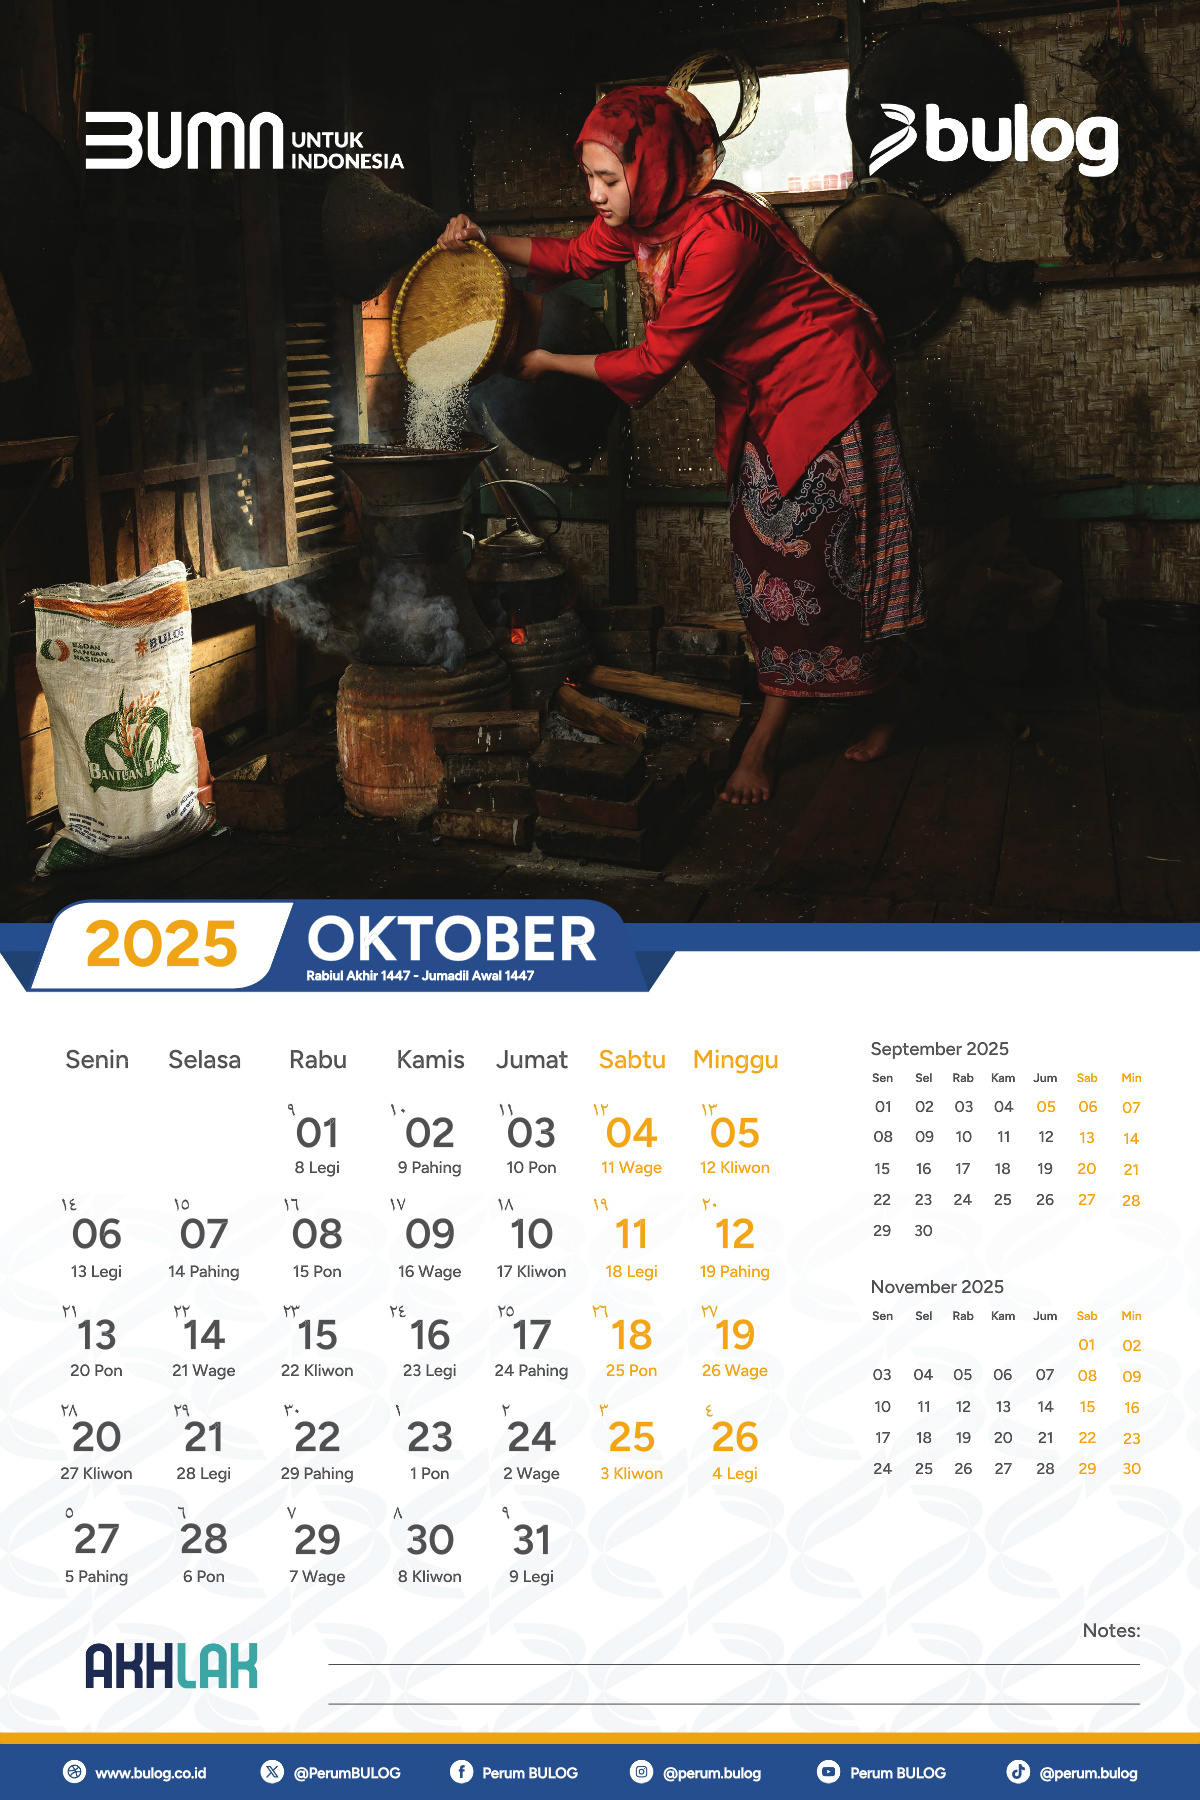 BUMN UNTUK
INDONESIA
bulog
BADAN
PANGAN
NASIONAL
BULOG
2025
OKTOBER
Rabiul Akhir 1447 - Jumadil Awal 1447
Senin Selasa Rabu Kamis Jumat Sabtu Minggu
٩ ١٠ ١١ ١٢ ١٣
01 02 03 04 05
8 Legi 9 Pahing 10 Pon 11 Wage 12 Kliwon
١٤ ١٥ ١٦ ١٧ ١٨ ١٩ ٢٠
06 07 08 09 10 11 12
13 Legi 14 Pahing 15 Pon 16 Wage 17 Kliwon 18 Legi 19 Pahing
٢١ ٢٢ ٢٣ ٢٤ ٢٥ ٢٦ ٢٧
13 14 15 16 17 18 19
20 Pon 21 Wage 22 Kliwon 23 Legi 24 Pahing 25 Pon 26 Wage
٢٨ ٢٩ ٣٠ ١ ٢ ٣ ٤
20 21 22 23 24 25 26
27 Kliwon 28 Legi 29 Pahing 1 Pon 2 Wage 3 Kliwon 4 Legi
٥ ٦ ٧ ٨ ٩
27 28 29 30 31
5 Pahing 6 Pon 7 Wage 8 Kliwon 9 Legi
September 2025
Sen Sel Rab Kam Jum Sab Min
01 02 03 04 05 06 07
08 09 10 11 12 13 14
15 16 17 18 19 20 21
22 23 24 25 26 27 28
29 30
November 2025
Sen Sel Rab Kam Jum Sab Min
01 02
03 04 05 06 07 08 09
10 11 12 13 14 15 16
17 18 19 20 21 22 23
24 25 26 27 28 29 30
Notes:
AKHLAK
www.bulog.co.id @PerumBULOG Perum BULOG @perum.bulog Perum BULOG @perum.bulog